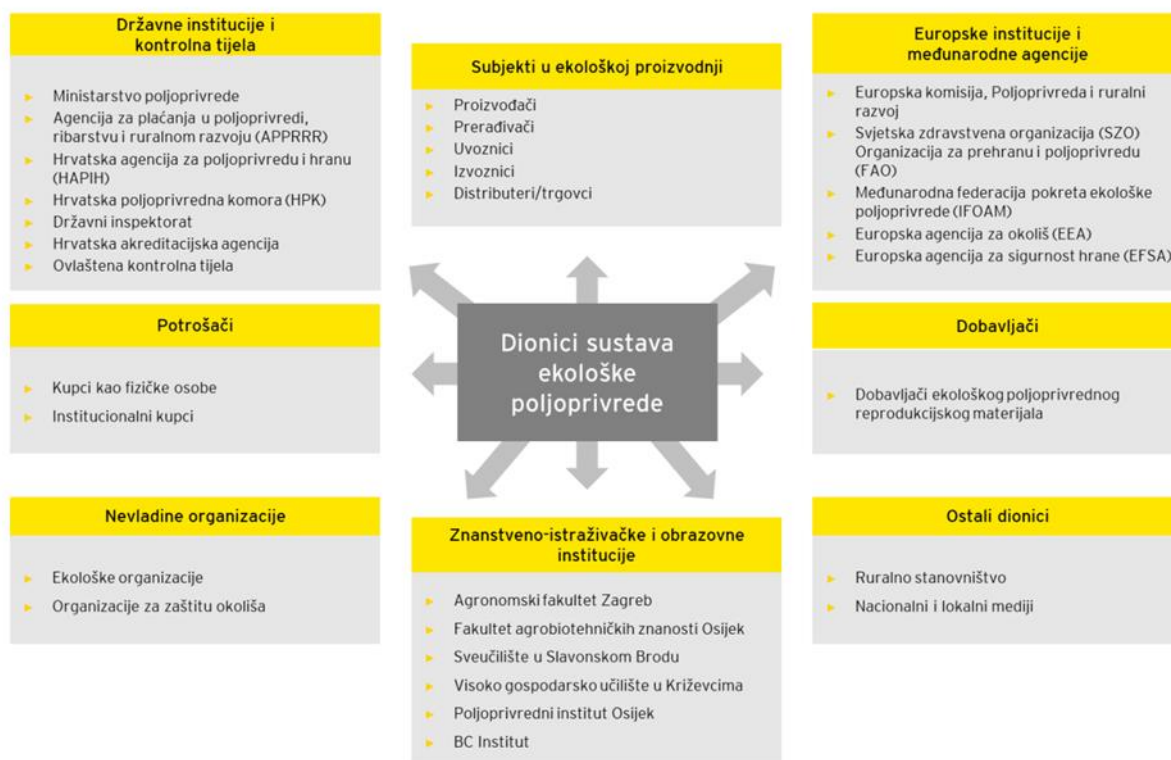 Državne institucije i
kontrolna tijela
Ministarstvo poljoprivrede
Agencija za plaćanja u poljoprivredi,
ribarstvu i ruralnom razvoju (APPRRR)
Hrvatska agencija za poljoprivredu i hranu
(HAPIH)
Hrvatska poljoprivredna komora (HPK)
Državni inspektorat
Hrvatska akreditacijska agencija
Ovlaštena kontrolna tijela
Subjekti u ekološkoj proizvodnji
Proizvođači
Prerađivači
Uvoznici
Izvoznici
Distributeri/trgovci
Europske institucije i
međunarodne agencije
Europska komisija, Poljoprivreda i ruralni
razvoj
Svjetska zdravstvena organizacija (SZO)
Organizacija za prehranu i poljoprivredu
(FAO)
Međunarodna federacija pokreta ekološke
poljoprivrede (IFOAM)
Europska agencija za okoliš (EEA)
Europska agencija za sigurnost hrane (EFSA)
Potrošači
Kupci kao fizičke osobe
Institucionalni kupci
Dionici sustava
ekološke
poljoprivrede
Dobavljači
Dobavljači ekološkog poljoprivrednog
reprodukcijskog materijala
Nevladine organizacije
Ekološke organizacije
Organizacije za zaštitu okoliša
Znanstveno-istraživačke i obrazovne
institucije
Agronomski fakultet Zagreb
Fakultet agrobiotehničkih znanosti Osijek
Sveučilište u Slavonskom Brodu
Visoko gospodarsko učilište u Križevcima
Poljoprivredni institut Osijek
BC Institut
Ostali dionici
Ruralno stanovništvo
Nacionalni i lokalni mediji